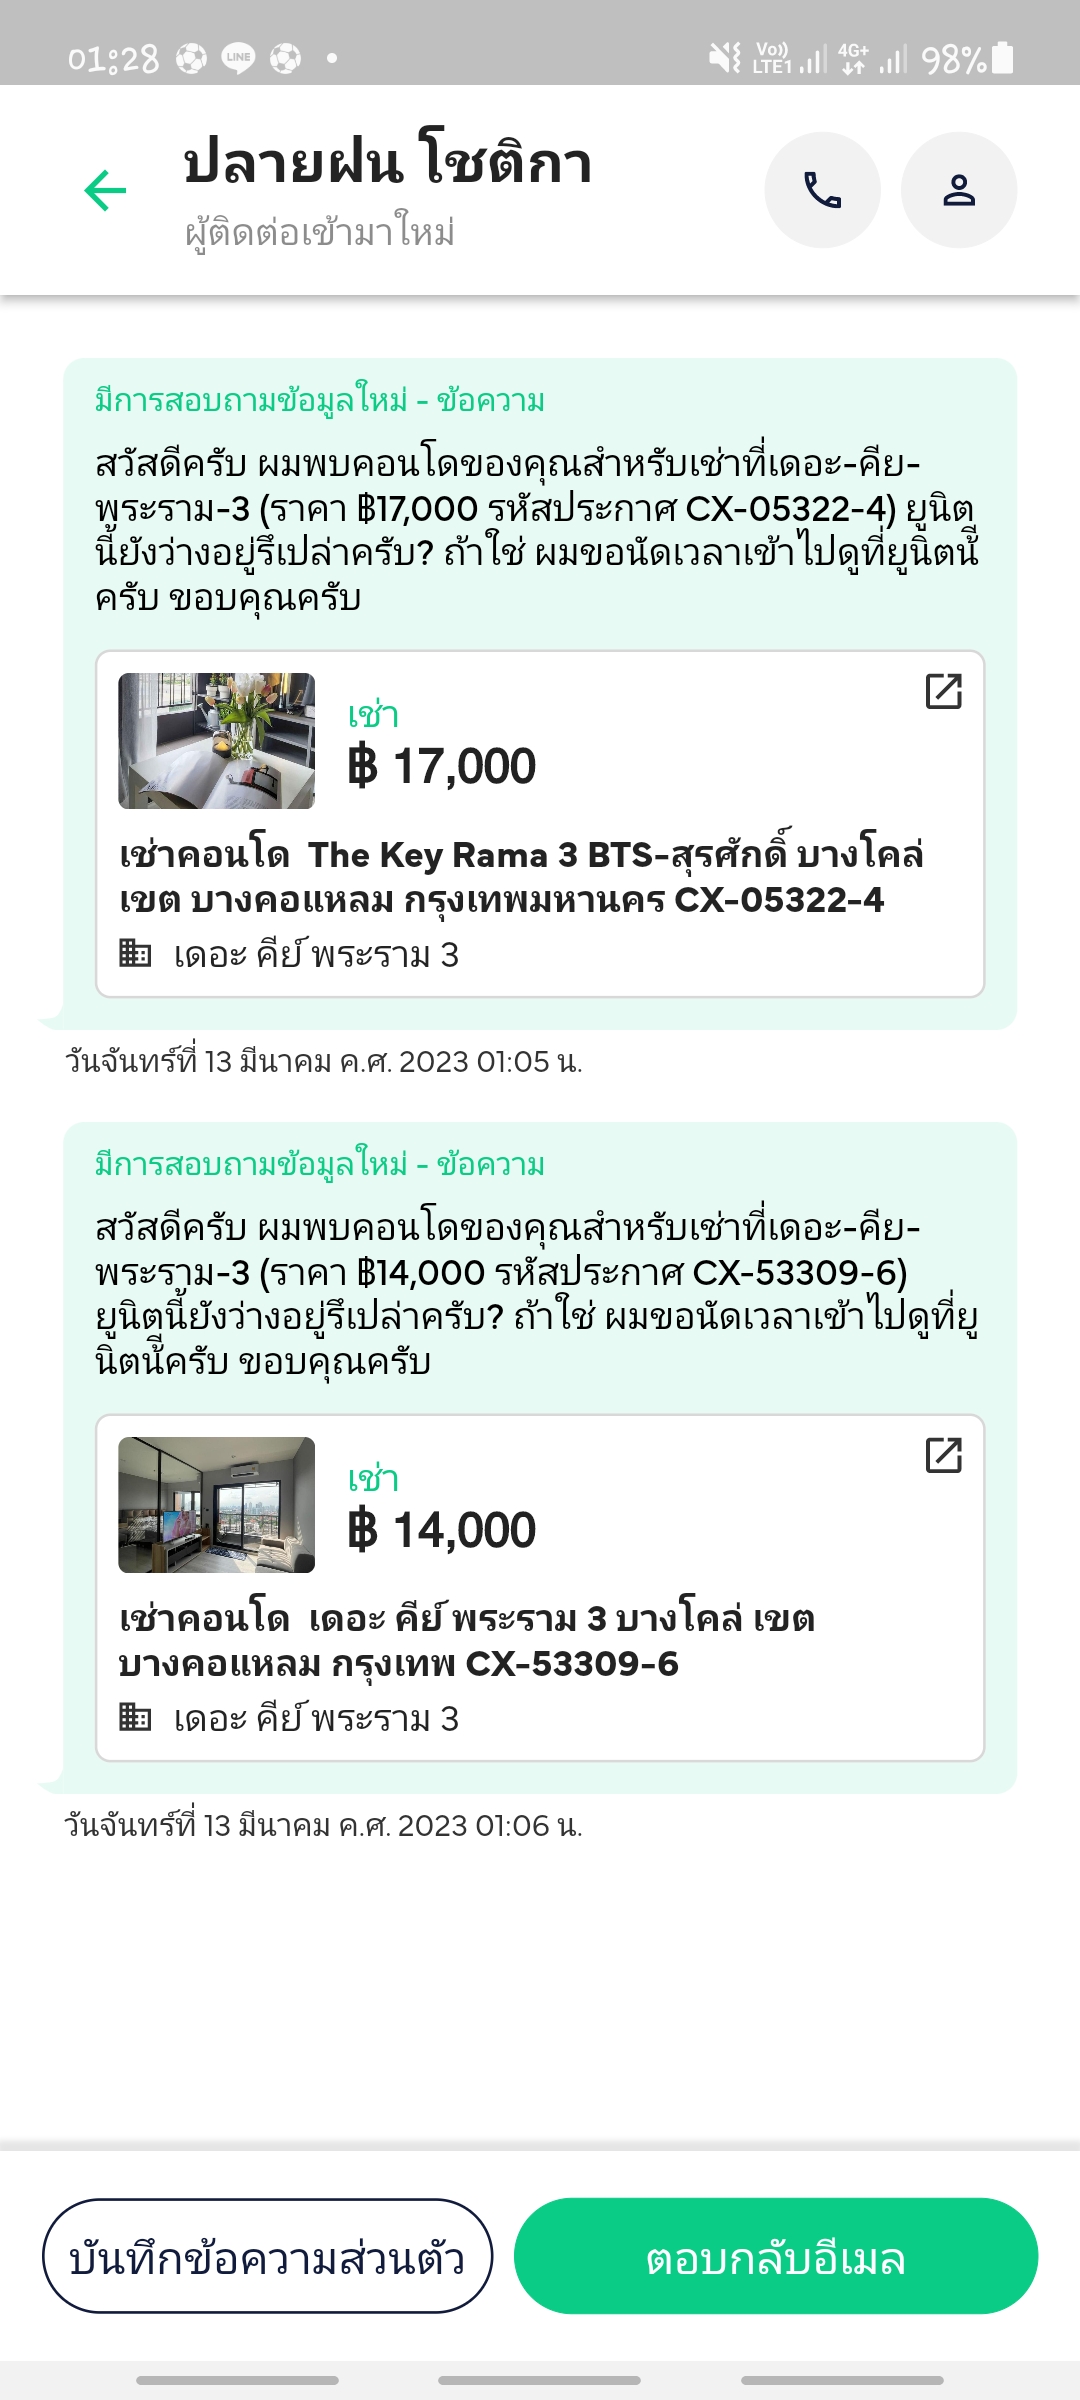 01:28 LINE Vo)) LTE1 4G+ 98%
ปลายฝน โชติกา
ผู้ติดต่อเข้ามาใหม่
มีการสอบถามข้อมูลใหม่ - ข้อความ
สวัสดีครับ ผมพบคอนโดของคุณสำหรับเช่าที่เดอะ-คีย-
พระราม-3 (ราคา ฿17,000 รหัสประกาศ CX-05322-4) ยูนิต
นี้ยังว่างอยู่รึเปล่าครับ? ถ้าใช่ ผมขอนัดเวลาเข้าไปดูที่ยูนิตนี้
ครับ ขอบคุณครับ
เช่า
฿ 17,000
เช่าคอนโด The Key Rama 3 BTS-สุรศักดิ์ บางโคล่
เขต บางคอแหลม กรุงเทพมหานคร CX-05322-4
เดอะ คีย์ พระราม 3
วันจันทร์ที่ 13 มีนาคม ค.ศ. 2023 01:05 น.
มีการสอบถามข้อมูลใหม่ - ข้อความ
สวัสดีครับ ผมพบคอนโดของคุณสำหรับเช่าที่เดอะ-คีย-
พระราม-3 (ราคา ฿14,000 รหัสประกาศ CX-53309-6)
ยูนิตนี้ยังว่างอยู่รึเปล่าครับ? ถ้าใช่ ผมขอนัดเวลาเข้าไปดูที่ยู
นิตนี้ครับ ขอบคุณครับ
เช่า
฿ 14,000
เช่าคอนโด เดอะ คีย์ พระราม 3 บางโคล่ เขต
บางคอแหลม กรุงเทพ CX-53309-6
เดอะ คีย์ พระราม 3
วันจันทร์ที่ 13 มีนาคม ค.ศ. 2023 01:06 น.
บันทึกข้อความส่วนตัว
ตอบกลับอีเมล